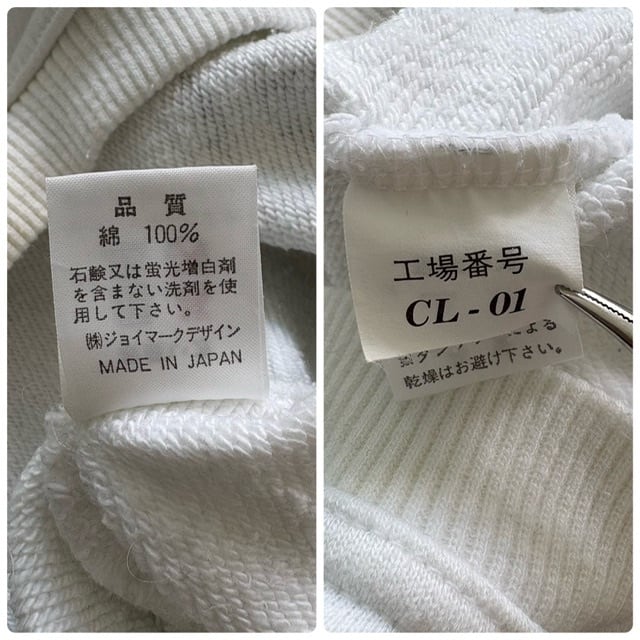 品質
綿 100%
石鹸又は蛍光増白剤
を含まない洗剤を使
用して下さい。
㈱ジョイマークデザイン
MADE IN JAPAN
工場番号
CL-01
による
乾燥はお避け下さい。